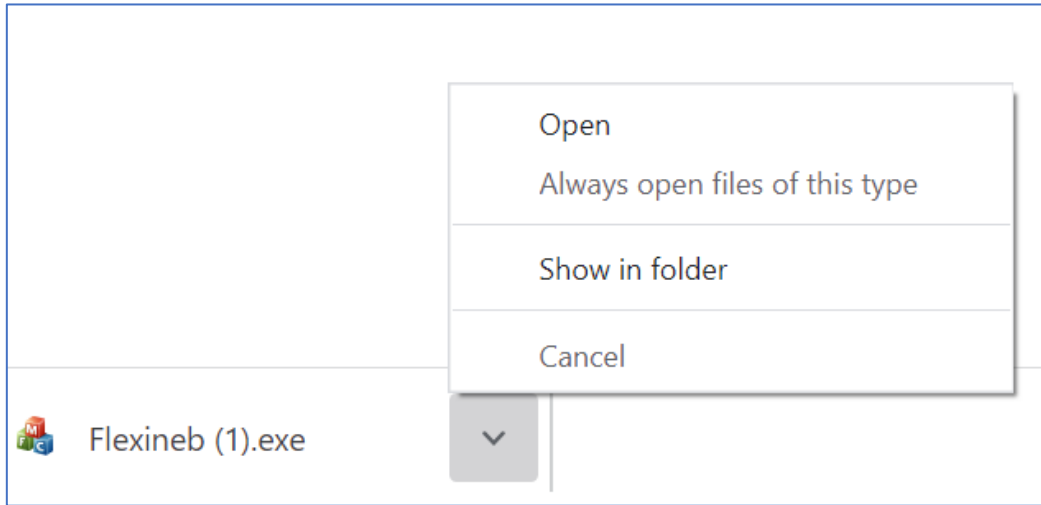 Open
Always open files of this type
Show in folder
Cancel
Flexineb (1).exe